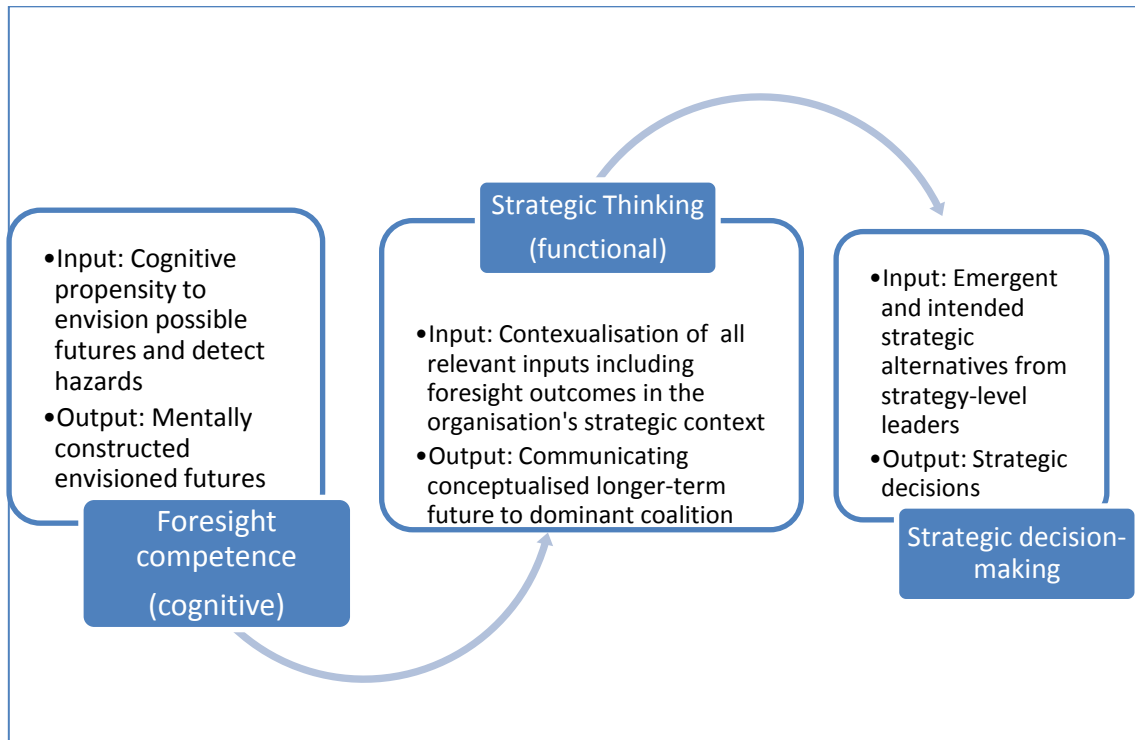 •Input: Cognitive
propensity to
envision possible
futures and detect
hazards
•Output: Mentally
constructed
envisioned futures
Foresight
competence
(cognitive)
Strategic Thinking
(functional)
•Input: Contexualisation of all
relevant inputs including
foresight outcomes in the
organisation's strategic context
•Output: Communicating
conceptualised longer-term
future to dominant coalition
•Input: Emergent
and intended
strategic
alternatives from
strategy-level
leaders
•Output: Strategic
decisions
Strategic decision-
making